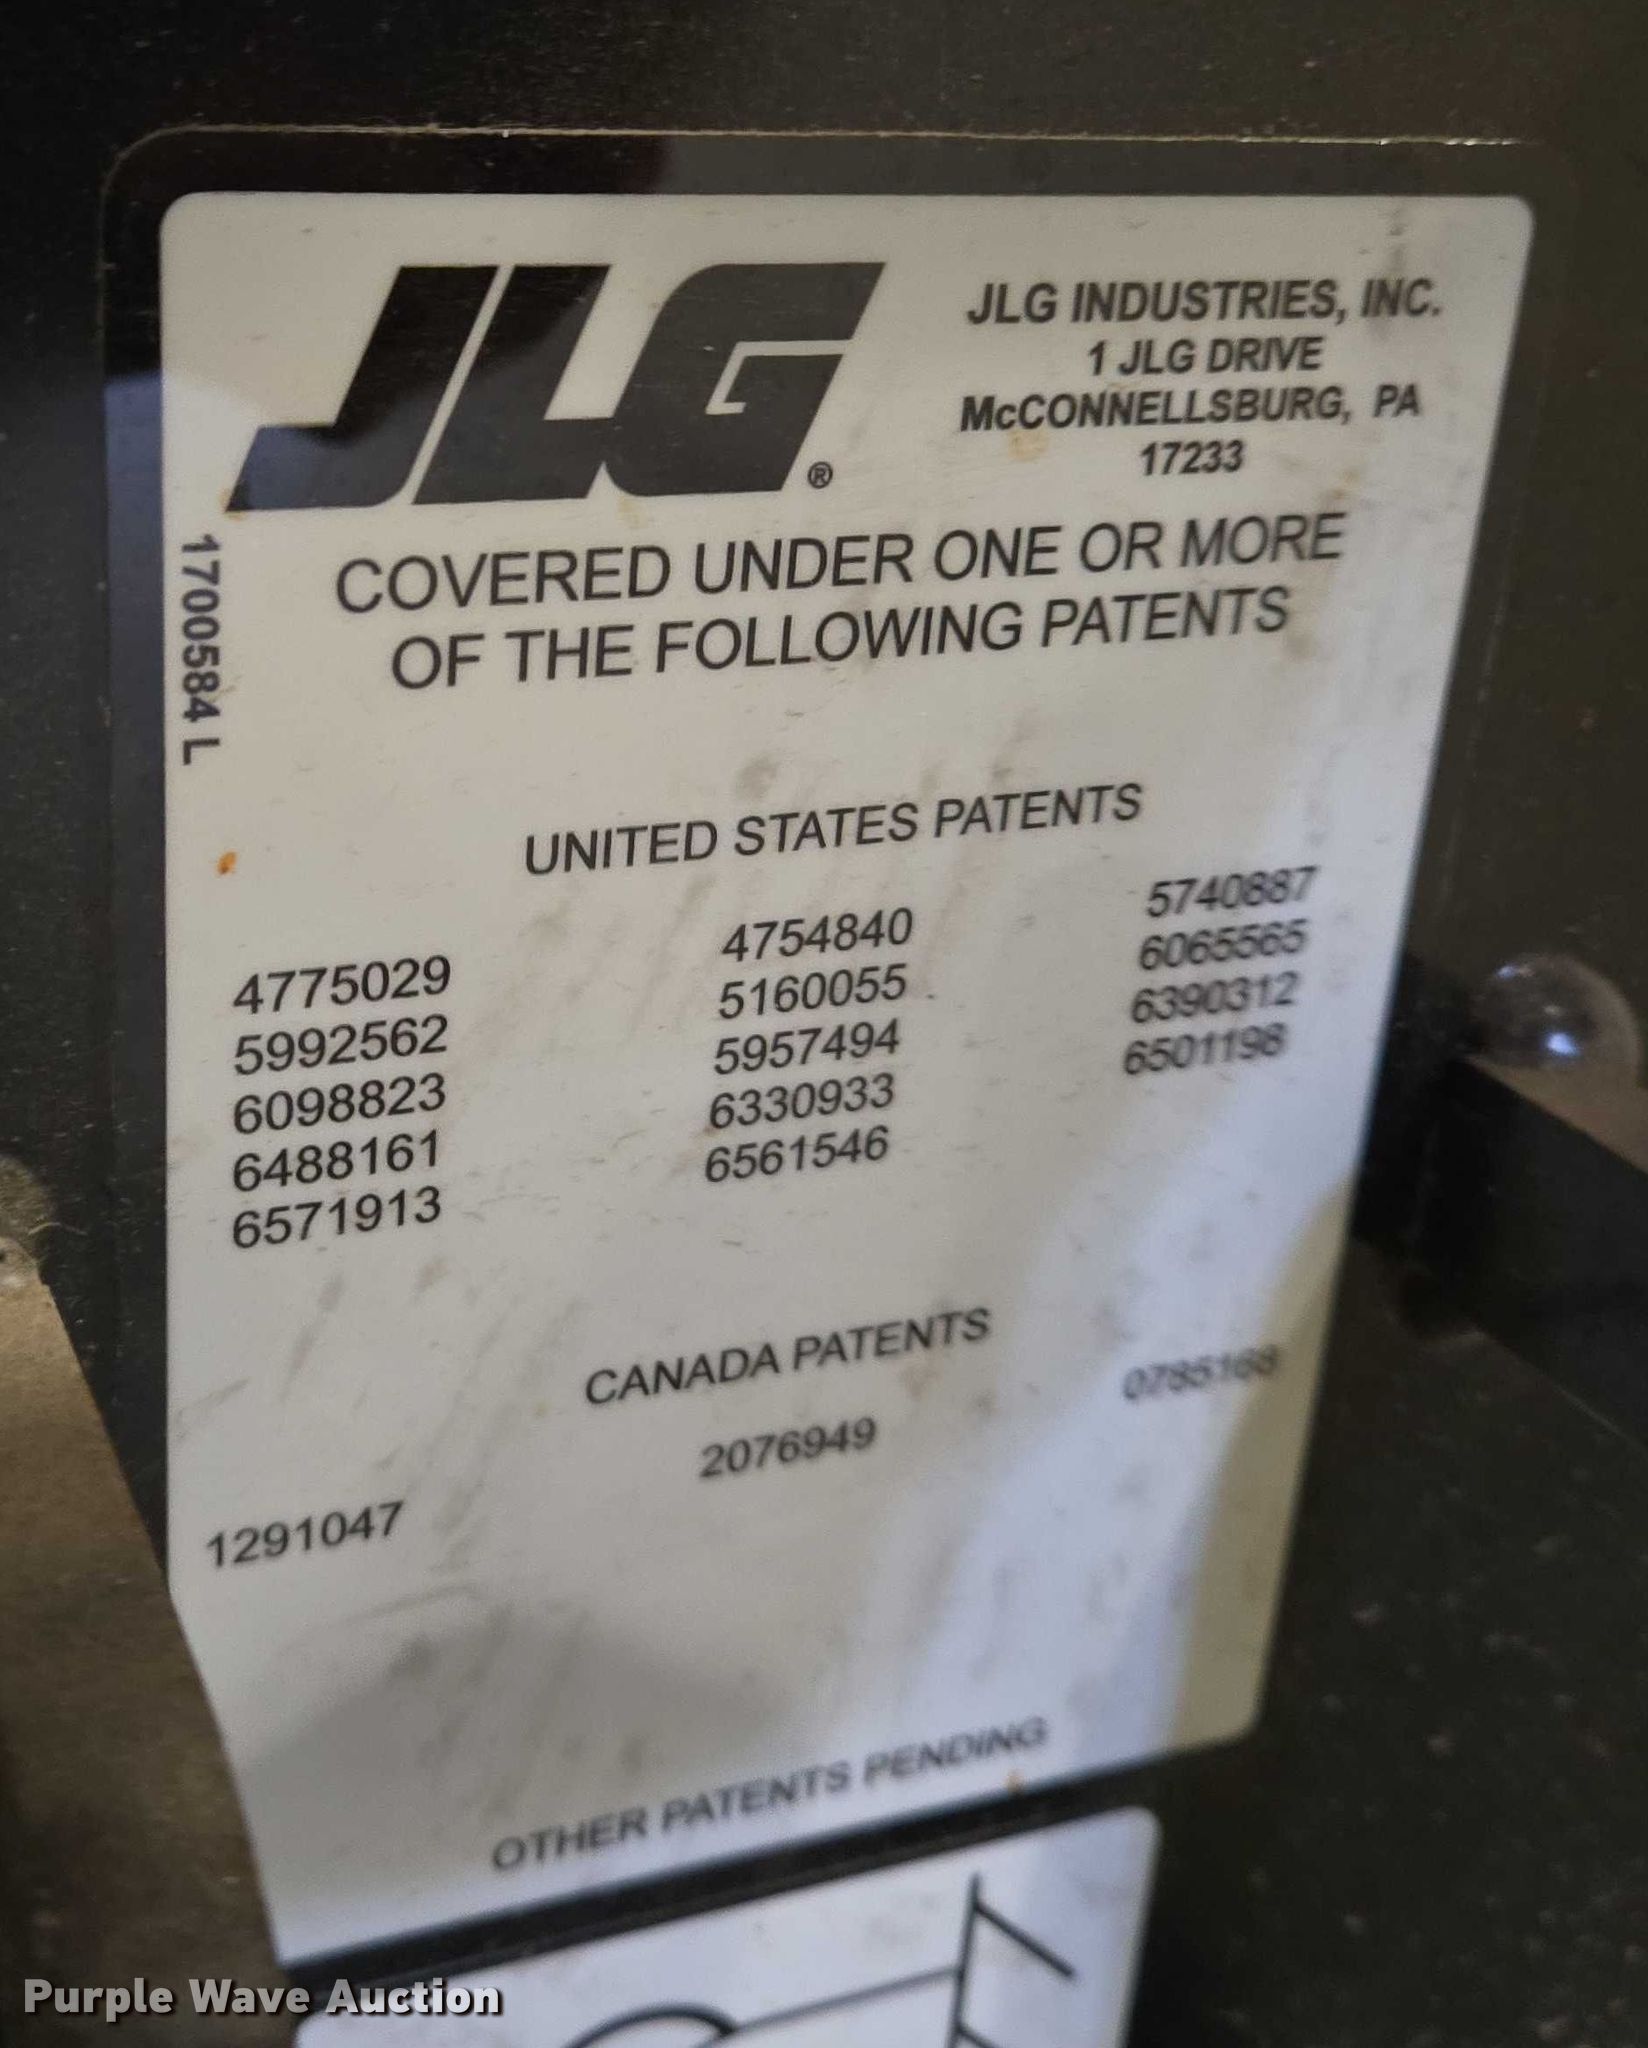 JLG®
JLG INDUSTRIES, INC.
1 JLG DRIVE
McCONNELLSBURG, PA
17233
1700584 L
COVERED UNDER ONE OR MORE
OF THE FOLLOWING PATENTS
UNITED STATES PATENTS
4775029 4754840 5740887
5992562 5160055 6065565
6098823 5957494 6390312
6488161 6330933 6501198
6571913 6561546
CANADA PATENTS
1291047 2076949 0785168
OTHER PATENTS PENDING
Purple Wave Auction